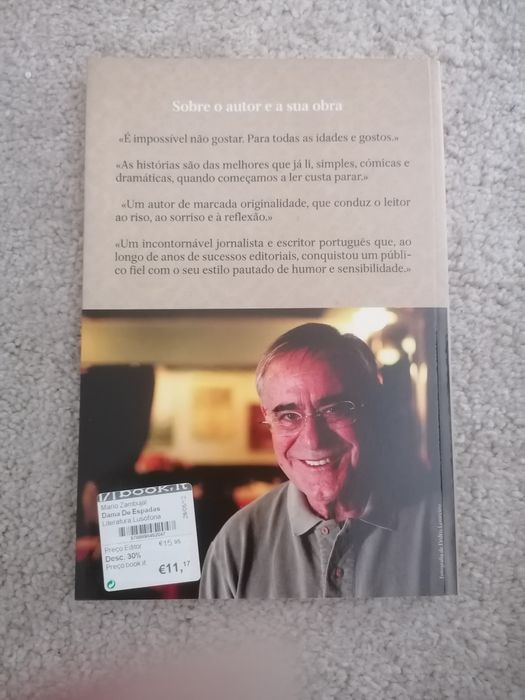 Sobre o autor e a sua obra
«É impossível não gostar. Para todas as idades e gostos.»
«As histórias são das melhores que já li, simples, cómicas e
dramáticas, quando começamos a ler custa parar.»
«Um autor de marcada originalidade, que conduz o leitor
ao riso, ao sorriso e à reflexão.»
«Um incontornável jornalista e escritor português que, ao
longo de anos de sucessos editoriais, conquistou um públi-
co fiel com o seu estilo pautado de humor e sensibilidade.»
book.it
Mario Zambujal
Dama De Espadas
Literatura Lusófona
Preço Editor €15,95
Desc. 30%
Preço book.it €11,17
Fotografia de Pedro